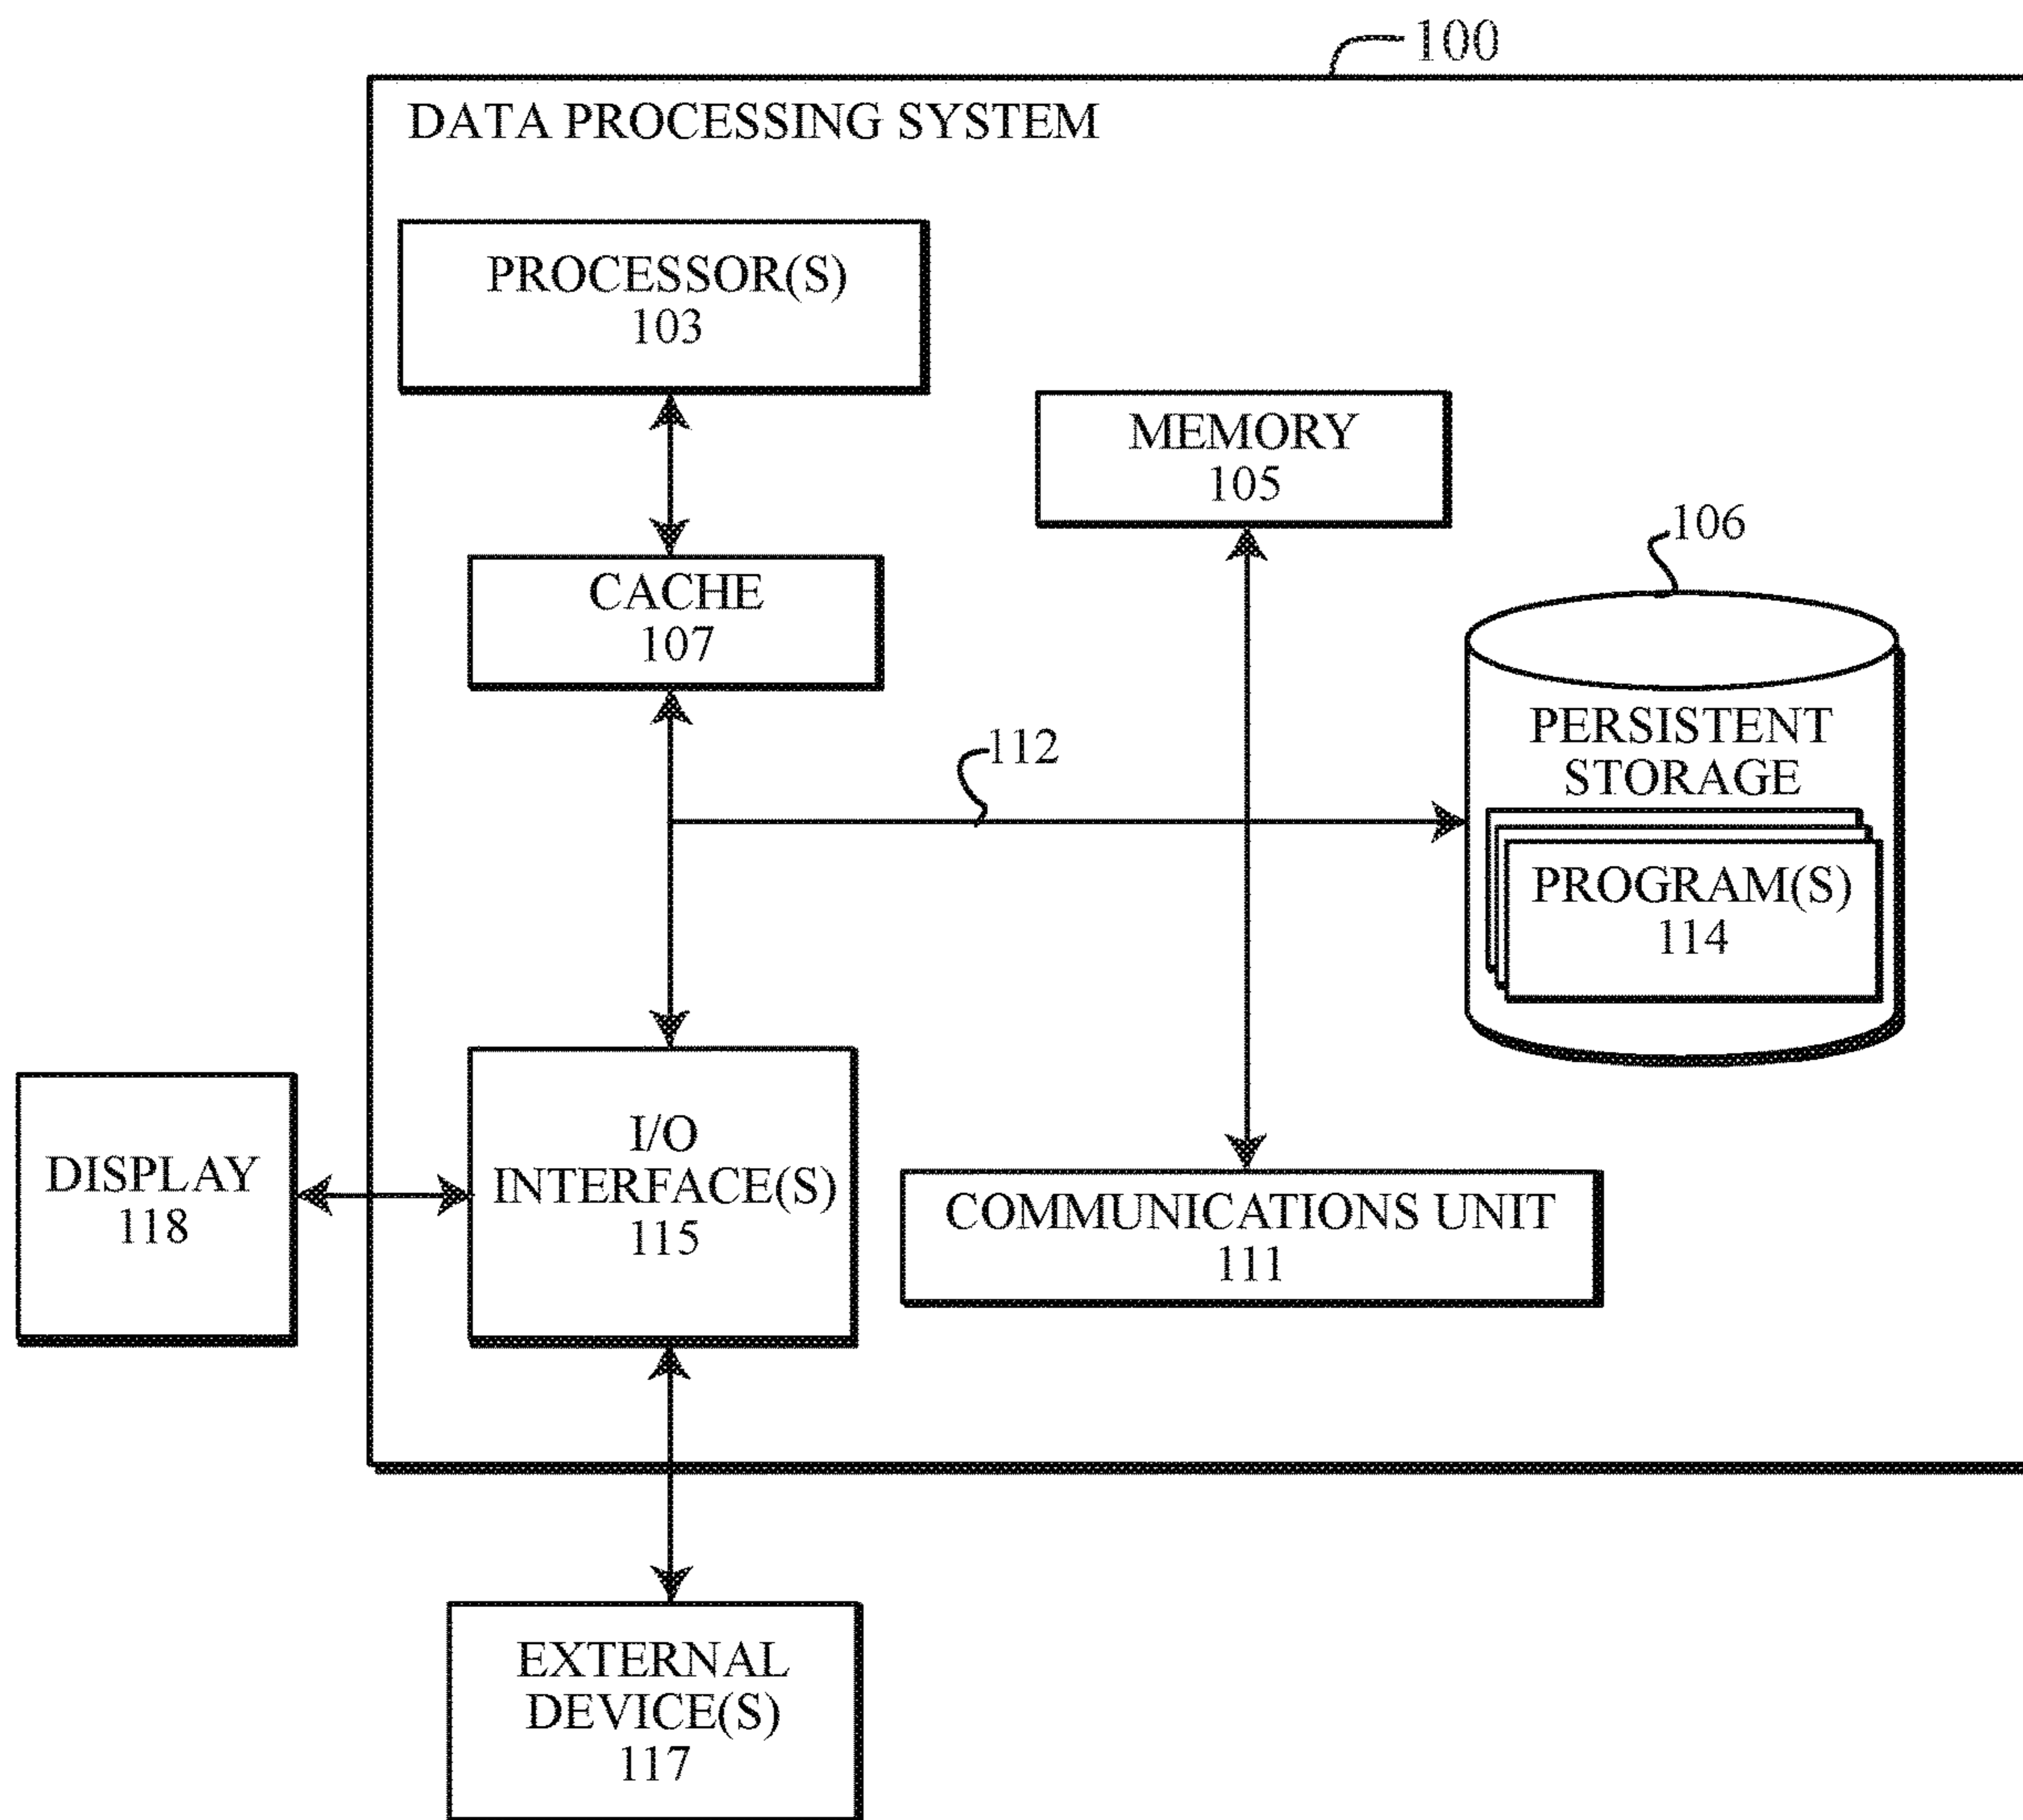 100
DATA PROCESSING SYSTEM
PROCESSOR(S)
103
MEMORY
105
106
CACHE
107
PERSISTENT
STORAGE
112
PROGRAM(S)
114
I/O
INTERFACE(S)
115
DISPLAY
118
COMMUNICATIONS UNIT
111
EXTERNAL
DEVICE(S)
117